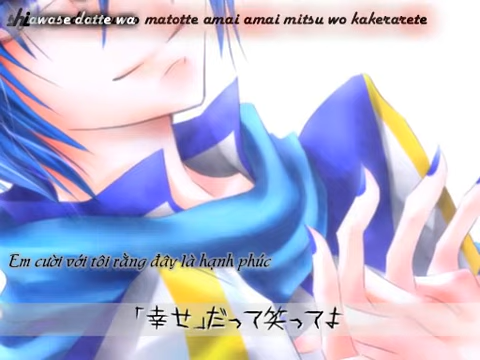 shiawase datte wa matotte amai amai mitsu wo kakerarete
Em cười với tôi rằng đây là hạnh phúc
「幸せ」だって笑ってよ